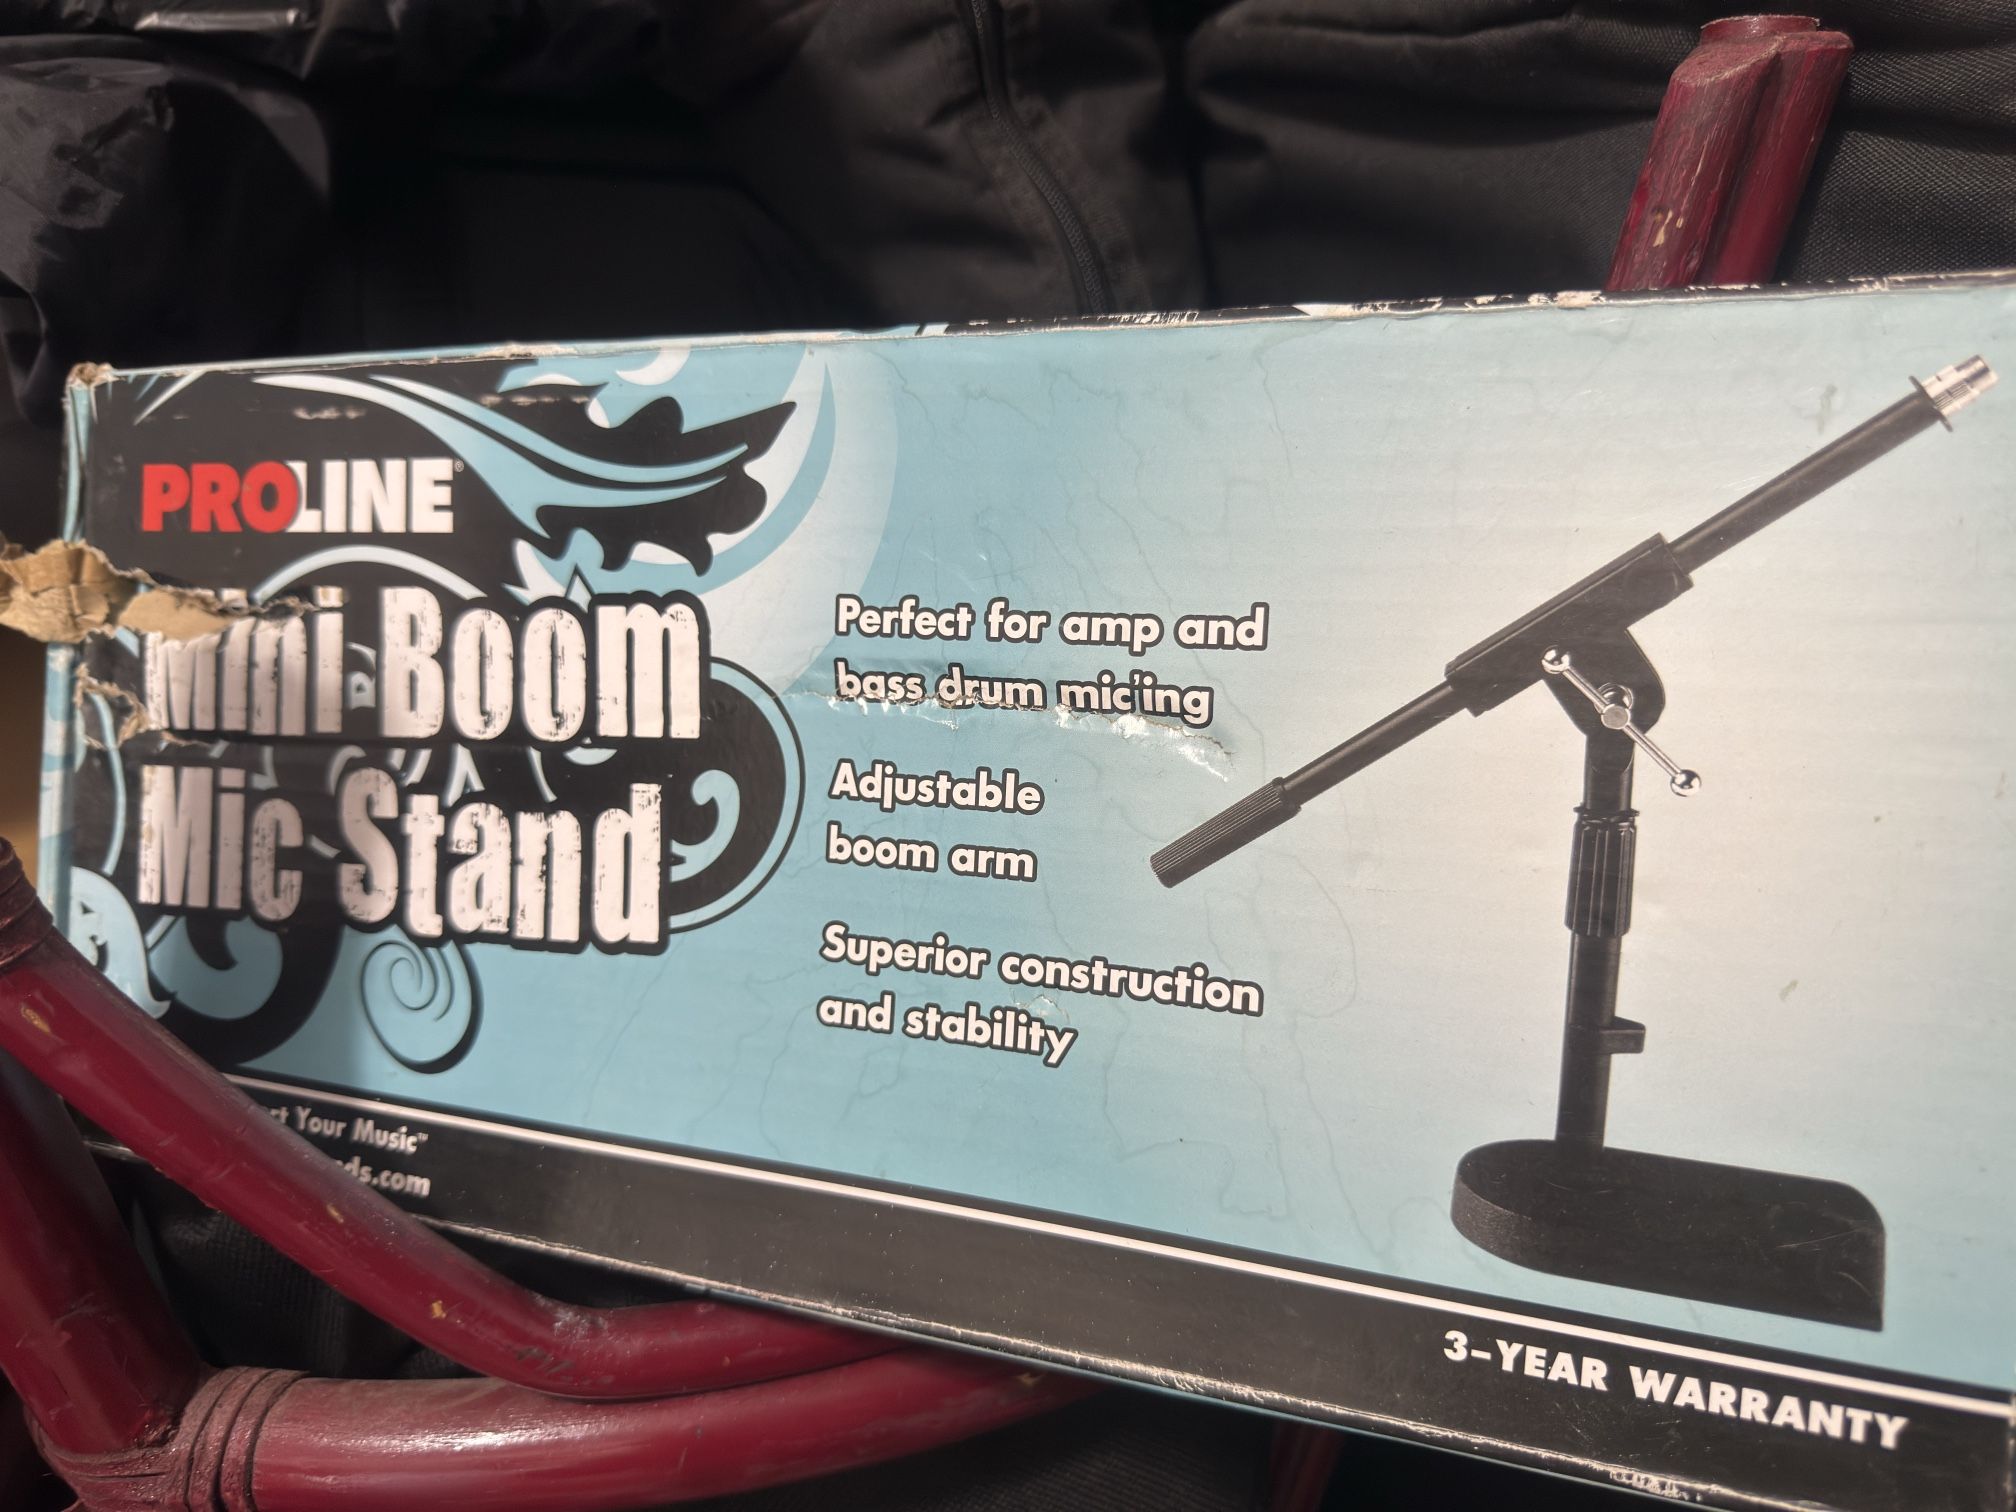 PROLINE®
Mini Boom
Mic Stand
Perfect for amp and
bass drum mic'ing
Adjustable
boom arm
Superior construction
and stability
Your Music™
3-YEAR WARRANTY